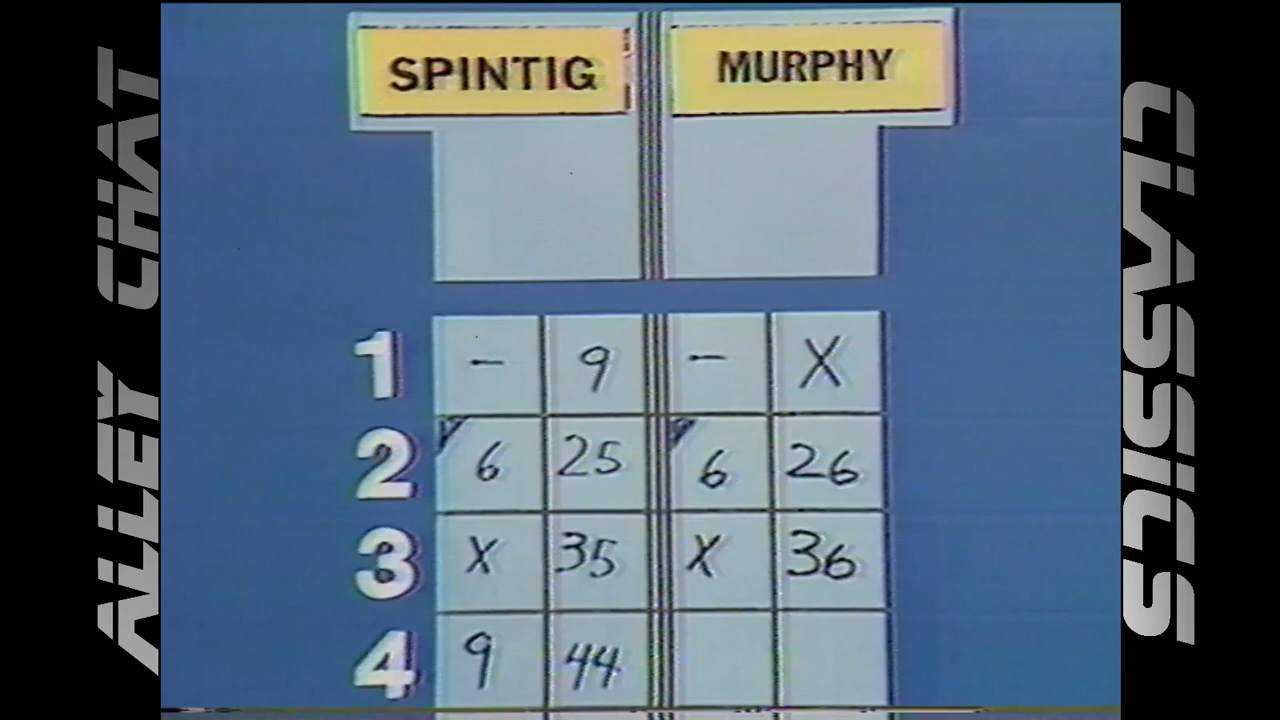 ALLEY CHAT
SPINTIG MURPHY
1 - 9 - X
2 6 25 6 26
3 X 35 X 36
4 9 44
CLASSICS